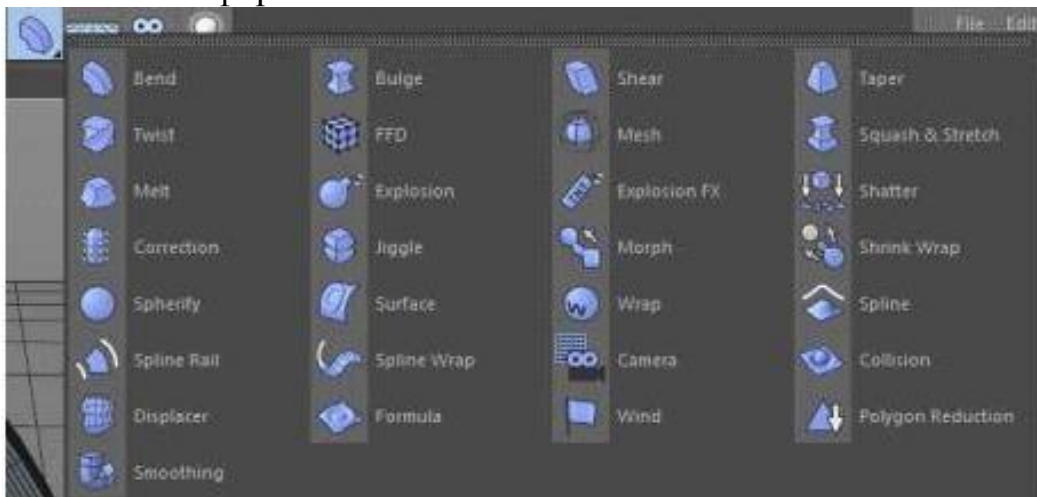 File Edit
Bend Bulge Shear Taper
Twist FFD Mesh Squash & Stretch
Melt Explosion Explosion FX Shatter
Correction Jiggle Morph Shrink Wrap
Spherify Surface Wrap Spline
Spline Rail Spline Wrap Camera Collision
Displacer Formula Wind Polygon Reduction
Smoothing